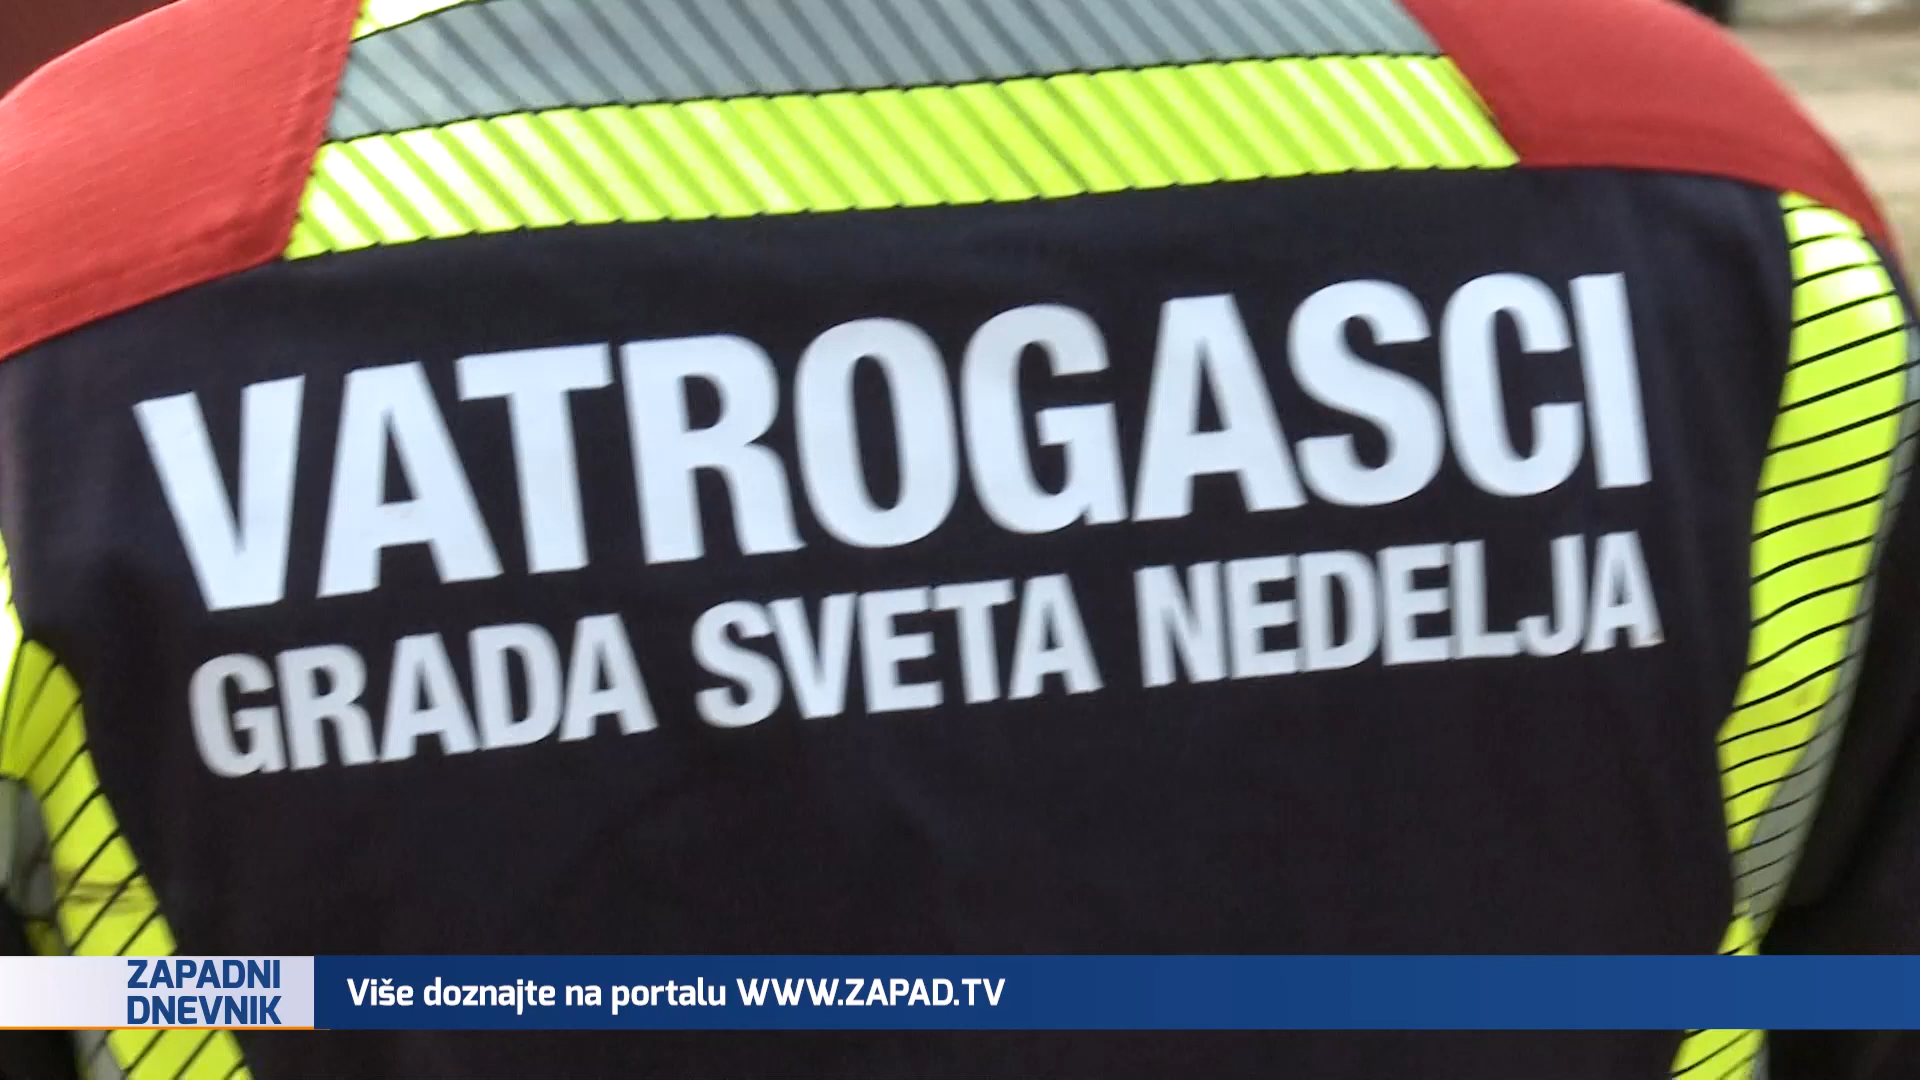 VATROGASCI
GRADA SVETA NEDELJA
ZAPADNI
DNEVNIK
Više doznajte na portalu WWW.ZAPAD.TV